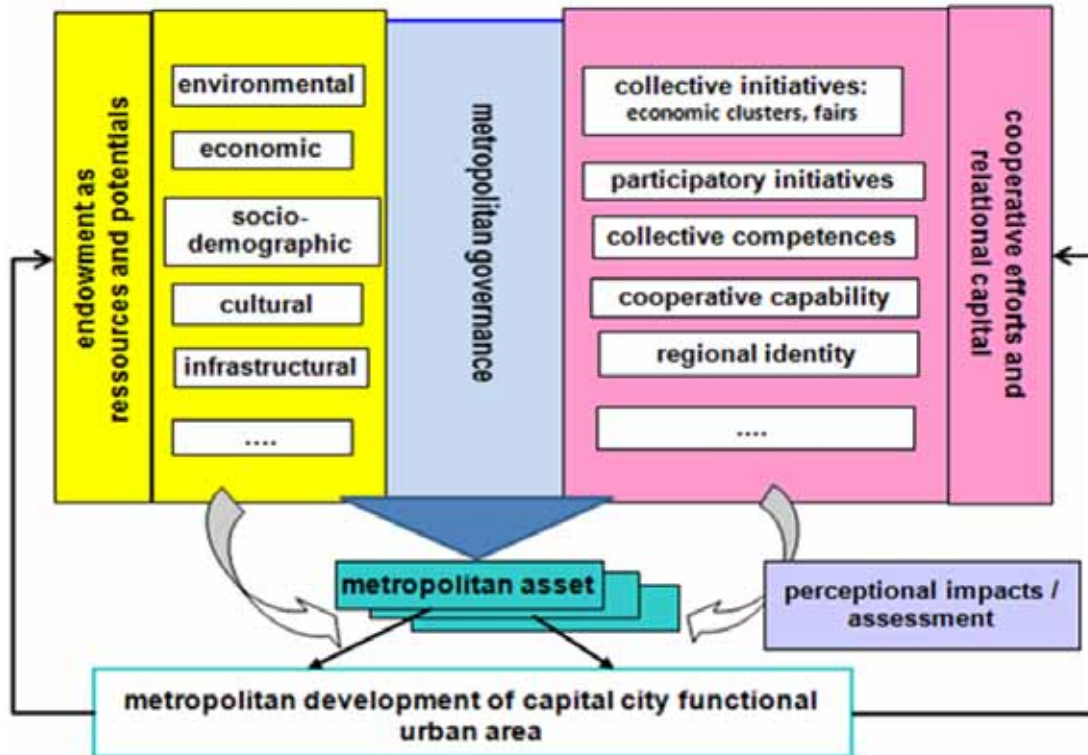 endowment as
ressources and potentials
environmental
economic
socio-
demographic
cultural
infrastructural
....
metropolitan governance
collective initiatives:
economic clusters, fairs
participatory initiatives
collective competences
cooperative capability
regional identity
....
cooperative efforts and
relational capital
metropolitan asset
perceptional impacts /
assessment
metropolitan development of capital city functional
urban area